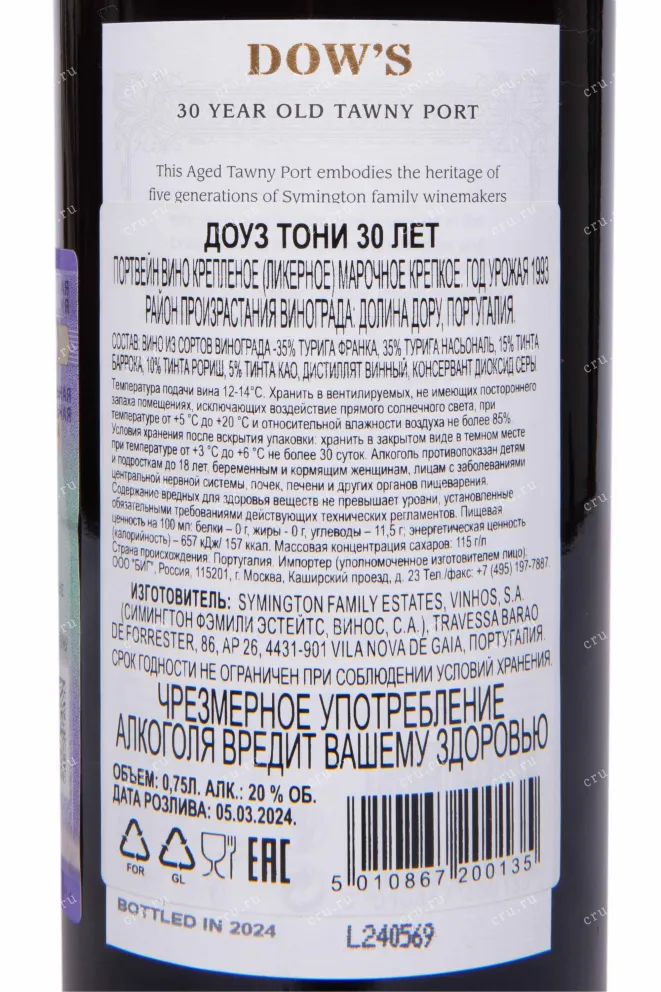 DOW'S
30 YEAR OLD TAWNY PORT
This Aged Tawny Port embodies the heritage of
five generations of Symington family winemakers
ДОУЗ ТОНИ 30 ЛЕТ
ПОРТВЕЙН ВИНО КРЕПЛЕНОЕ (ЛИКЕРНОЕ) МАРОЧНОЕ КРЕПКОЕ. ГОД УРОЖАЯ 1993
РАЙОН ПРОИЗРАСТАНИЯ ВИНОГРАДА: ДОЛИНА ДОРУ, ПОРТУГАЛИЯ.
СОСТАВ: ВИНО ИЗ СОРТОВ ВИНОГРАДА -35% ТУРИГА ФРАНКА, 35% ТУРИГА НАСЬОНАЛЬ, 15% ТИНТА
БАРРОКА, 10% ТИНТА РОРИШ, 5% ТИНТА КАО, ДИСТИЛЛЯТ ВИННЫЙ, КОНСЕРВАНТ ДИОКСИД СЕРЫ
Температура подачи вина 12-14°С. Хранить в вентилируемых, не имеющих постороннего
запаха помещениях, исключающих воздействие прямого солнечного света, при
температуре от +5 °С до +20 °С и относительной влажности воздуха не более 85%.
Условия хранения после вскрытия упаковки: хранить в закрытом виде в темном месте
при температуре от +3 °С до +6 °С не более 30 суток. Алкоголь противопоказан детям
и подросткам до 18 лет, беременным и кормящим женщинам, лицам с заболеваниями
центральной нервной системы, почек, печени и других органов пищеварения.
Содержание вредных для здоровья веществ не превышает уровни, установленные
обязательными требованиями действующих технических регламентов. Пищевая
ценность на 100 мл: белки – 0 г, жиры - 0 г, углеводы – 11,5 г; энергетическая ценность
(калорийность) – 657 кДж/ 157 ккал. Массовая концентрация сахаров: 115 г/л
Страна происхождения: Португалия. Импортер (уполномоченное изготовителем лицо):
ООО "БИГ", Россия, 115201, г. Москва, Каширский проезд, д. 23 Тел./факс: +7 (495) 197-7887.
ИЗГОТОВИТЕЛЬ: SYMINGTON FAMILY ESTATES, VINHOS, S.A.
(СИМИНГТОН ФЭМИЛИ ЭСТЕЙТС, ВИНОС, С.А.), TRAVESSA BARAO
DE FORRESTER, 86, AP 26, 4431-901 VILA NOVA DE GAIA, ПОРТУГАЛИЯ.
СРОК ГОДНОСТИ НЕ ОГРАНИЧЕН ПРИ СОБЛЮДЕНИИ УСЛОВИЙ ХРАНЕНИЯ.
ЧРЕЗМЕРНОЕ УПОТРЕБЛЕНИЕ
АЛКОГОЛЯ ВРЕДИТ ВАШЕМУ ЗДОРОВЬЮ
ОБЪЕМ: 0,75Л. АЛК.: 20 % ОБ.
ДАТА РОЗЛИВА: 05.03.2024.
FOR GL EAC
5 010867 200135
BOTTLED IN 2024
L240569
cru.ru